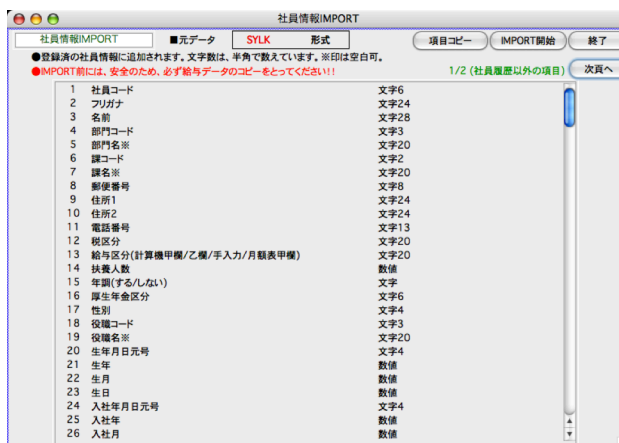 社員情報IMPORT
社員情報IMPORT ■元データ SYLK 形式 項目コピー IMPORT開始 終了
●登録済の社員情報に追加されます。文字数は、半角で数えています。※印は空白可。
●IMPORT前には、安全のため、必ず給与データのコピーをとってください!! 1/2 (社員履歴以外の項目) 次頁へ
1 社員コード 文字6
2 フリガナ 文字24
3 名前 文字28
4 部門コード 文字3
5 部門名※ 文字20
6 課コード 文字2
7 課名※ 文字20
8 郵便番号 文字8
9 住所1 文字24
10 住所2 文字24
11 電話番号 文字13
12 税区分 文字20
13 給与区分(計算機甲欄/乙欄/手入力/月額表甲欄) 文字20
14 扶養人数 数値
15 年調(する/しない) 文字
16 厚生年金区分 文字6
17 性別 文字4
18 役職コード 文字3
19 役職名※ 文字20
20 生年月日元号 文字4
21 生年 数値
22 生月 数値
23 生日 数値
24 入社年月日元号 文字4
25 入社年 数値
26 入社月 数値